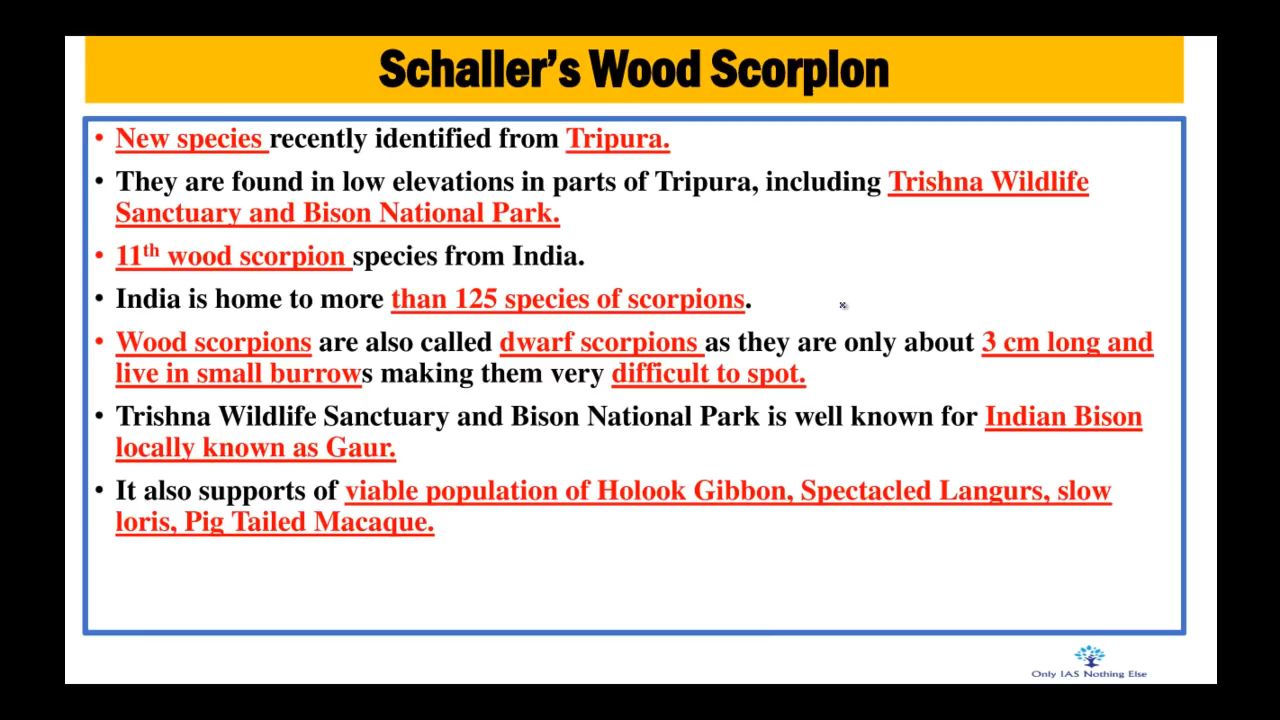 Schaller's Wood Scorpion
• New species recently identified from Tripura.
• They are found in low elevations in parts of Tripura, including Trishna Wildlife
Sanctuary and Bison National Park.
• 11th wood scorpion species from India.
• India is home to more than 125 species of scorpions.
• Wood scorpions are also called dwarf scorpions as they are only about 3 cm long and
live in small burrows making them very difficult to spot.
• Trishna Wildlife Sanctuary and Bison National Park is well known for Indian Bison
locally known as Gaur.
• It also supports of viable population of Holook Gibbon, Spectacled Langurs, slow
loris, Pig Tailed Macaque.
Only IAS Nothing Else